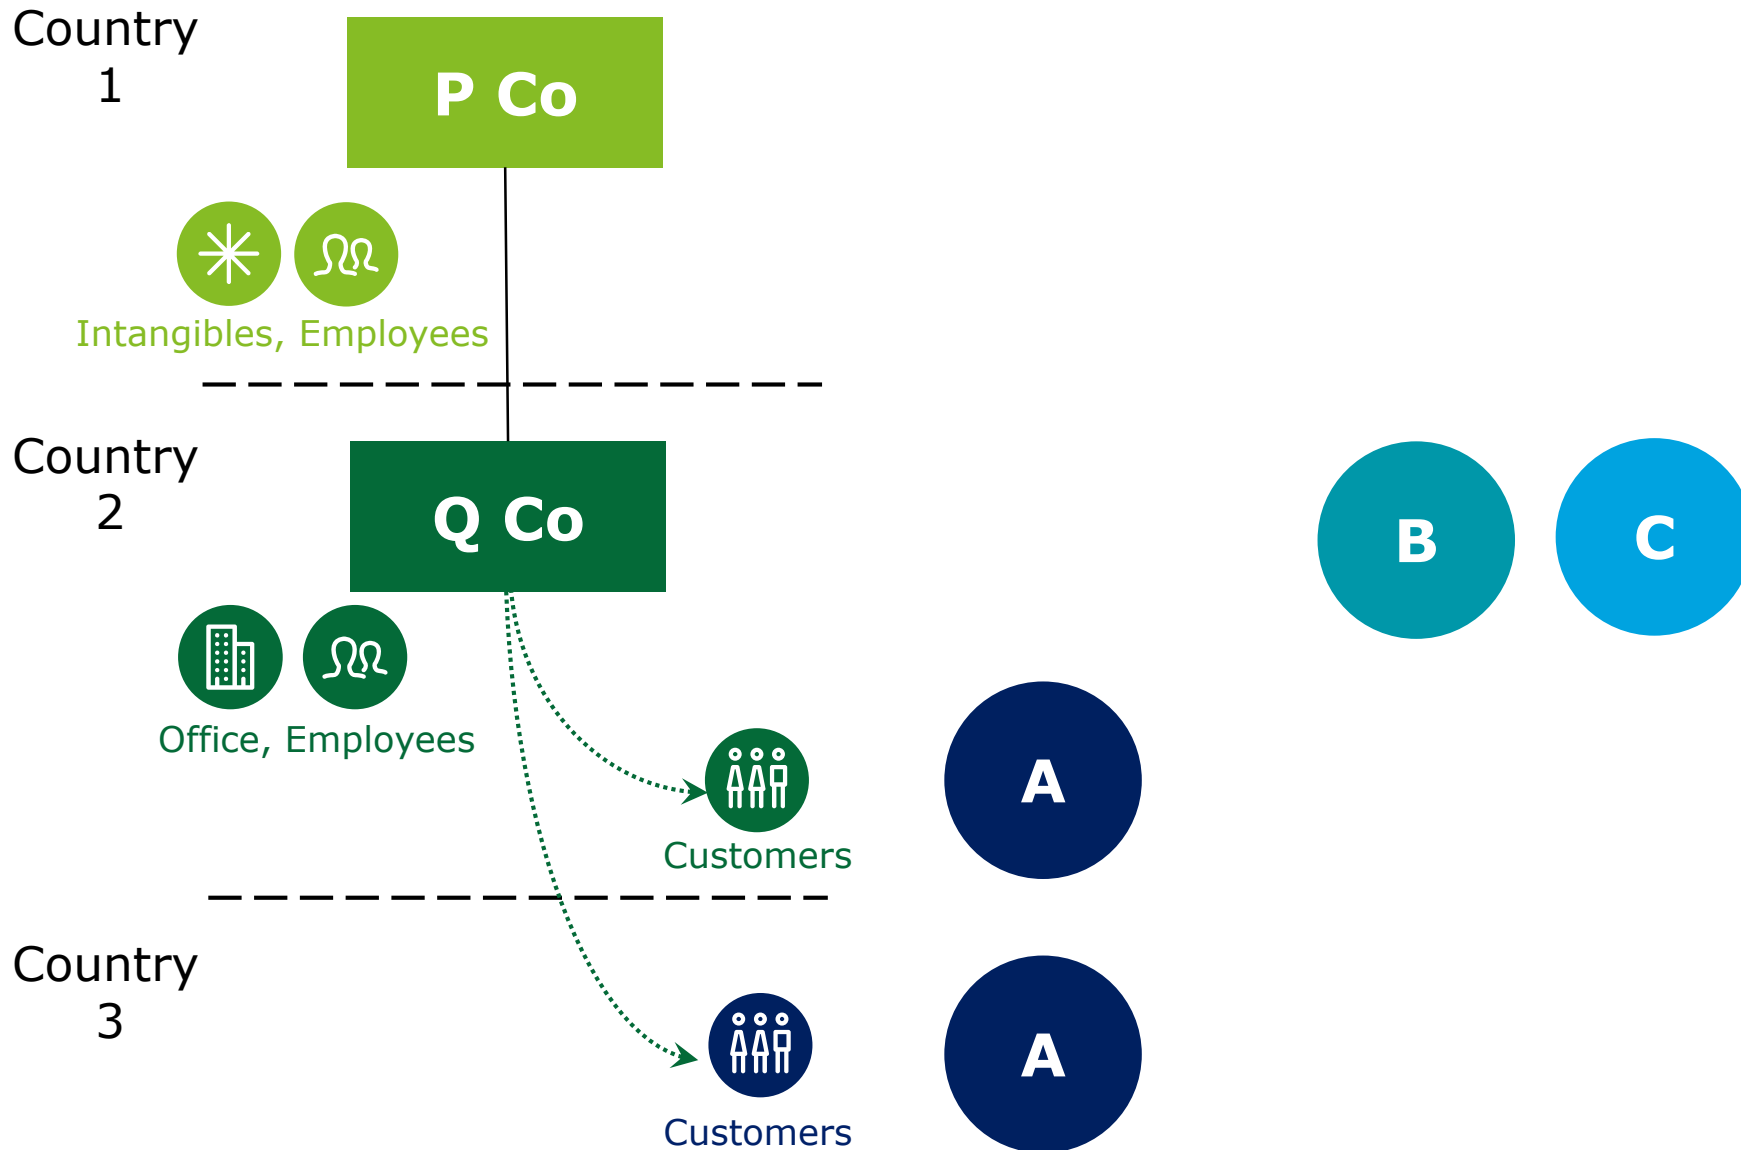 Country
1
P Co
Intangibles, Employees
Country
2
Q Co
B
C
Office, Employees
A
Customers
Country
3
A
Customers